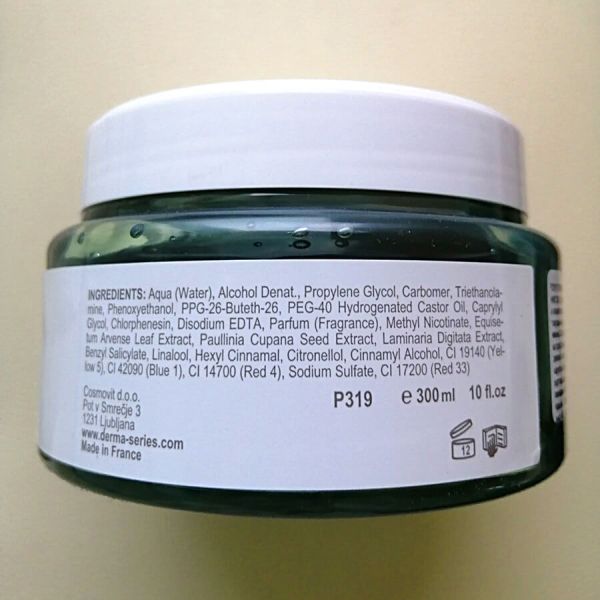 INGREDIENTS: Aqua (Water), Alcohol Denat., Propylene Glycol, Carbomer, Triethanola-
mine, Phenoxyethanol, PPG-26-Buteth-26, PEG-40 Hydrogenated Castor Oil, Caprylyl
Glycol, Chlorphenesin, Disodium EDTA, Parfum (Fragrance), Methyl Nicotinate, Equise-
tum Arvense Leaf Extract, Paullinia Cupana Seed Extract, Laminaria Digitata Extract,
Benzyl Salicylate, Linalool, Hexyl Cinnamal, Citronellol, Cinnamyl Alcohol, CI 19140 (Yel-
low 5), CI 42090 (Blue 1), CI 14700 (Red 4), Sodium Sulfate, CI 17200 (Red 33)
Cosmovit d.o.o.
Pot v Smrečje 3
1231 Ljubljana
www.derma-series.com
Made in France
P319 e 300ml 10 fl.oz
12